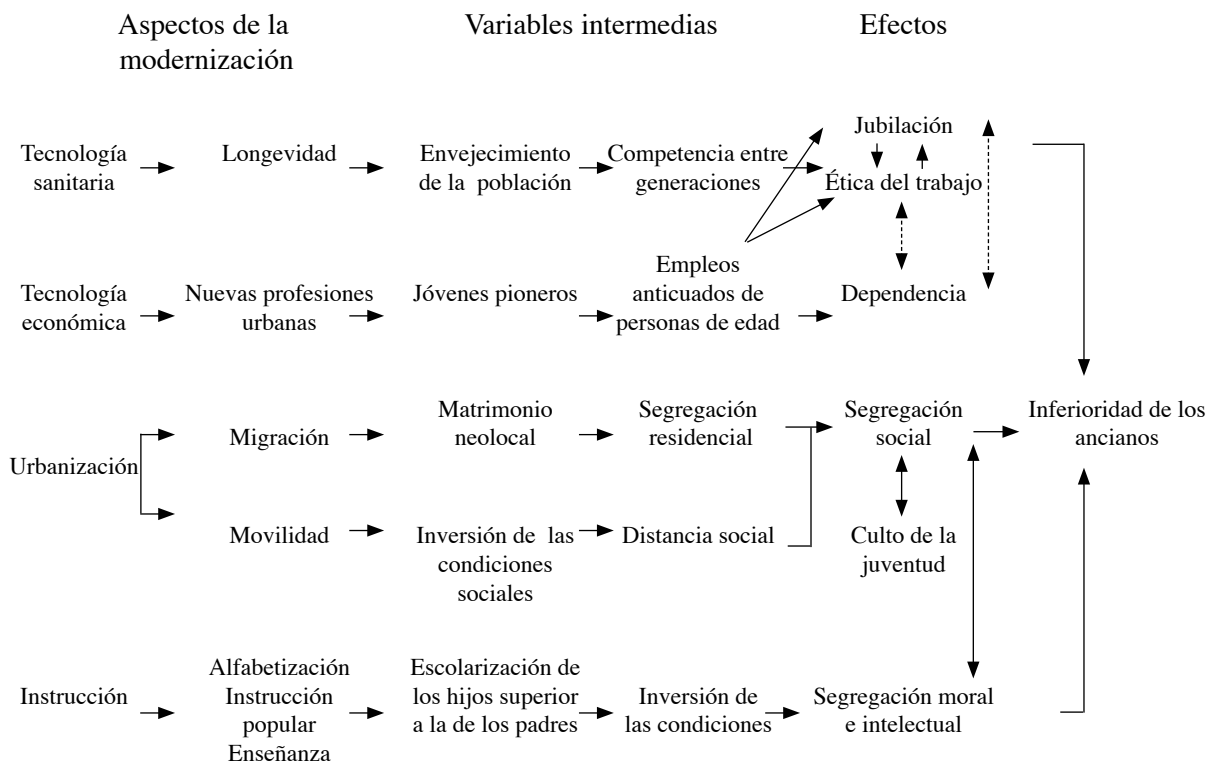 Aspectos de la
modernización
Variables intermedias
Efectos
Tecnología
sanitaria
Longevidad
Envejecimiento
de la población
Competencia entre
generaciones
Jubilación
Ética del trabajo
Tecnología
económica
Nuevas profesiones
urbanas
Jóvenes pioneros
Empleos
anticuados de
personas de edad
Dependencia
Urbanización
Migración
Matrimonio
neolocal
Segregación
residencial
Segregación
social
Inferioridad de los
ancianos
Movilidad
Inversión de las
condiciones
sociales
Distancia social
Culto de la
juventud
Instrucción
Alfabetización
Instrucción
popular
Enseñanza
Escolarización de
los hijos superior
a la de los padres
Inversión de
las condiciones
Segregación moral
e intelectual